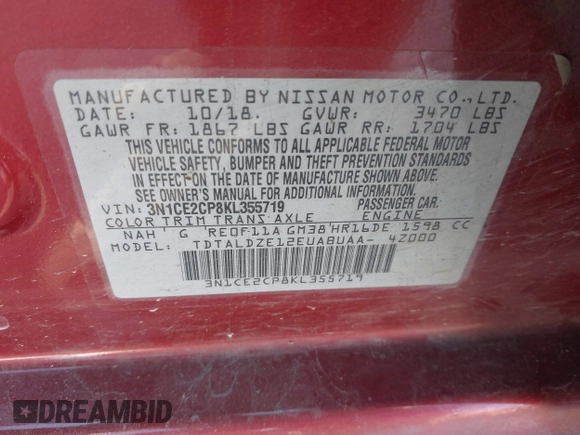 MANUFACTURED BY NISSAN MOTOR CO.,LTD.
DATE: 10/18. GVWR: 3470 LBS
GAWR FR: 1867 LBS GAWR RR: 1704 LBS
THIS VEHICLE CONFORMS TO ALL APPLICABLE FEDERAL MOTOR
VEHICLE SAFETY, BUMPER AND THEFT PREVENTION STANDARDS
IN EFFECT ON THE DATE OF MANUFACTURE SHOWN ABOVE.
SEE OWNER'S MANUAL FOR ADDITIONAL INFORMATION.
VIN: 3N1CE2CP8KL355719 PASSENGER CAR.
COLOR TRIM TRANS AXLE ENGINE
NAH' G 'RE0F11A GM38'HR16DE 1598 CC
TDTALDZE12EUABUAA- 4Z000
3N1CE2CP8KL355719
DREAMBID